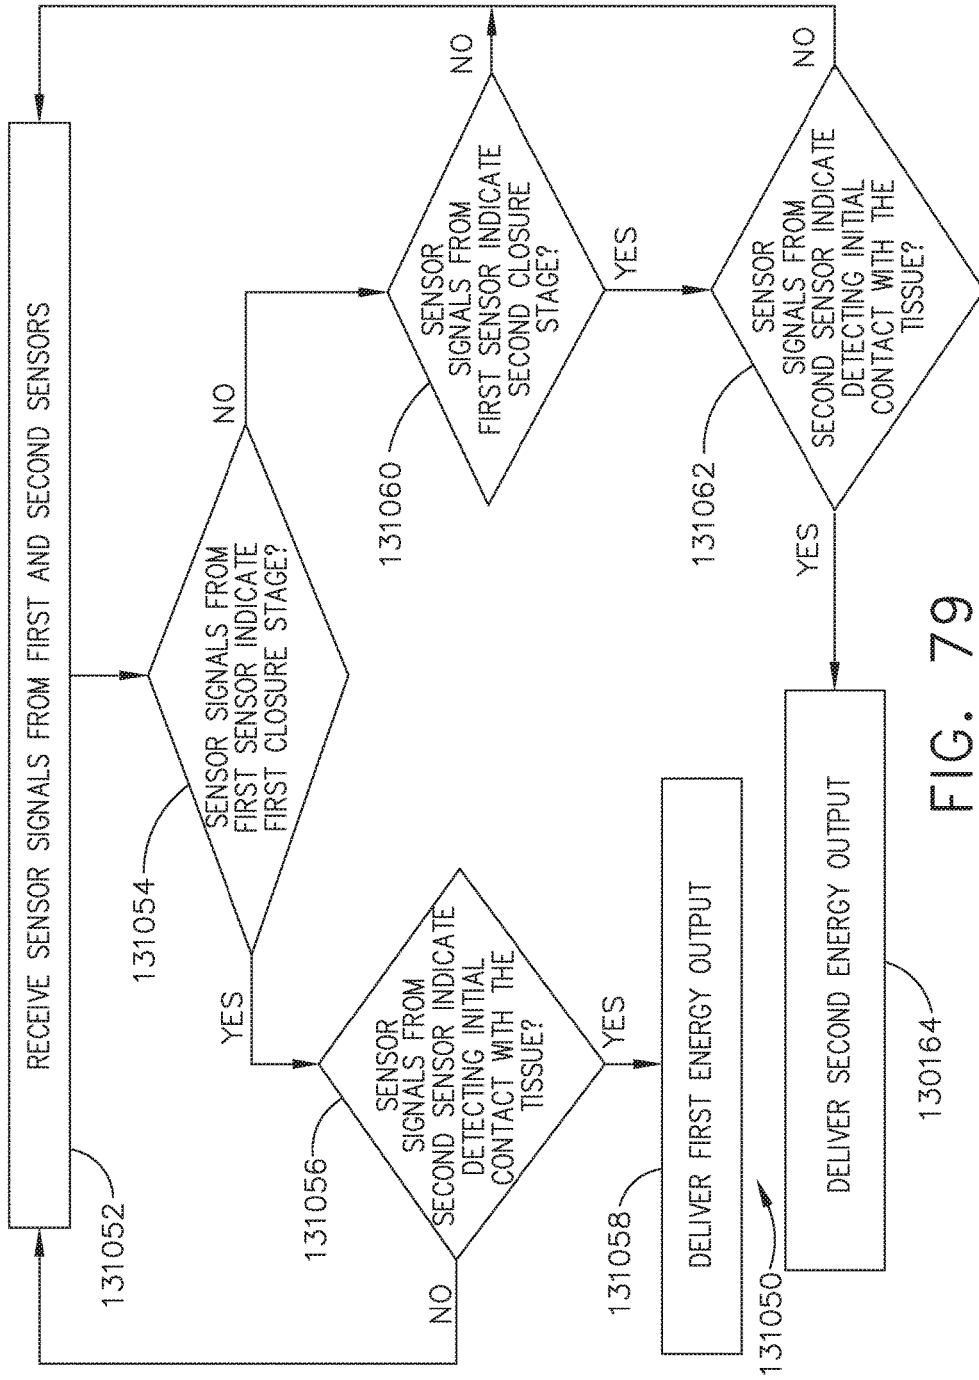 RECEIVE SENSOR SIGNALS FROM FIRST AND SECOND SENSORS
131052
SENSOR SIGNALS FROM
FIRST SENSOR INDICATE
FIRST CLOSURE STAGE?
131054
YES
NO
SENSOR
SIGNALS FROM
SECOND SENSOR INDICATE
DETECTING INITIAL
CONTACT WITH THE
TISSUE?
131056
NO
YES
DELIVER FIRST ENERGY OUTPUT
131058
131050
SENSOR
SIGNALS FROM
FIRST SENSOR INDICATE
SECOND CLOSURE
STAGE?
131060
NO
YES
SENSOR
SIGNALS FROM
SECOND SENSOR INDICATE
DETECTING INITIAL
CONTACT WITH THE
TISSUE?
131062
NO
YES
DELIVER SECOND ENERGY OUTPUT
130164
FIG. 79